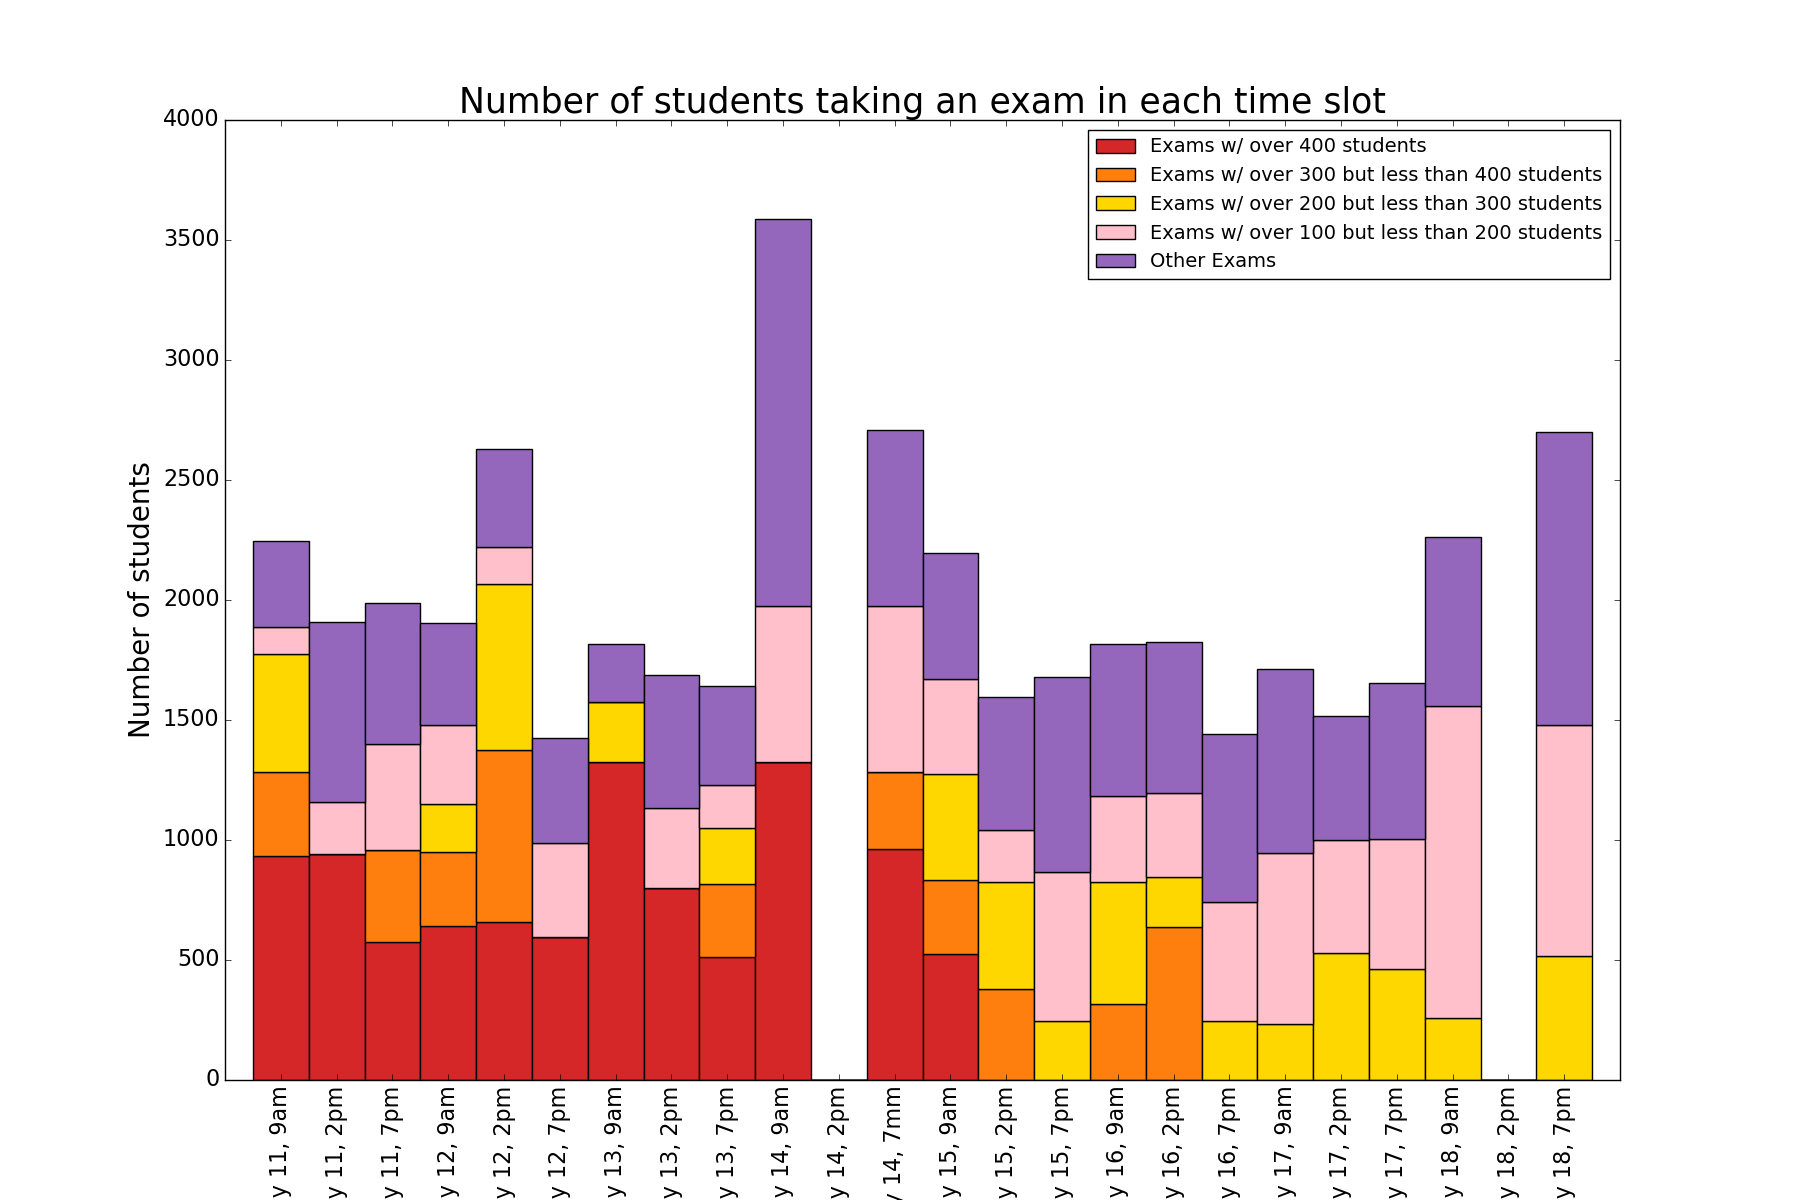 Number of students taking an exam in each time slot
Number of students
4000
3500
3000
2500
2000
1500
1000
500
0
Exams w/ over 400 students
Exams w/ over 300 but less than 400 students
Exams w/ over 200 but less than 300 students
Exams w/ over 100 but less than 200 students
Other Exams
y 11, 9am
y 11, 2pm
y 11, 7pm
y 12, 9am
y 12, 2pm
y 12, 7pm
y 13, 9am
y 13, 2pm
y 13, 7pm
y 14, 9am
y 14, 2pm
y 14, 7mm
y 15, 9am
y 15, 2pm
y 15, 7pm
y 16, 9am
y 16, 2pm
y 16, 7pm
y 17, 9am
y 17, 2pm
y 17, 7pm
y 18, 9am
y 18, 2pm
y 18, 7pm